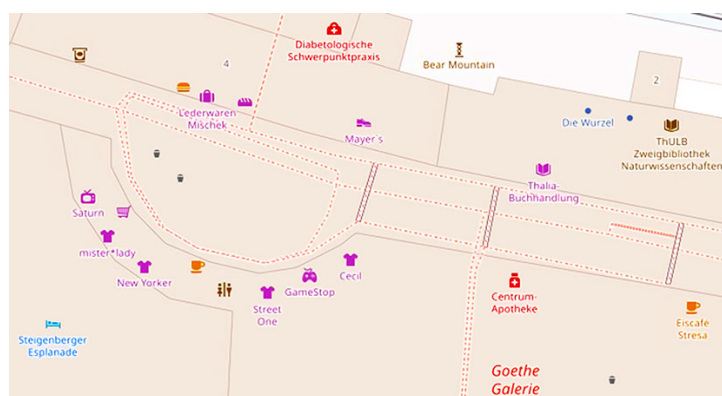 Diabetologische
Schwerpunktpraxis
4
Bear Mountain
2
Lederwaren
Mischek
Mayer´s
Die Wurzel
ThULB
Zweigbibliothek
Naturwissenschaften
Thalia-
Buchhandlung
Saturn
mister*lady
New Yorker
Street
One
GameStop
Cecil
Centrum-
Apotheke
Eiscafé
Stresa
Steigenberger
Esplanade
Goethe
Galerie